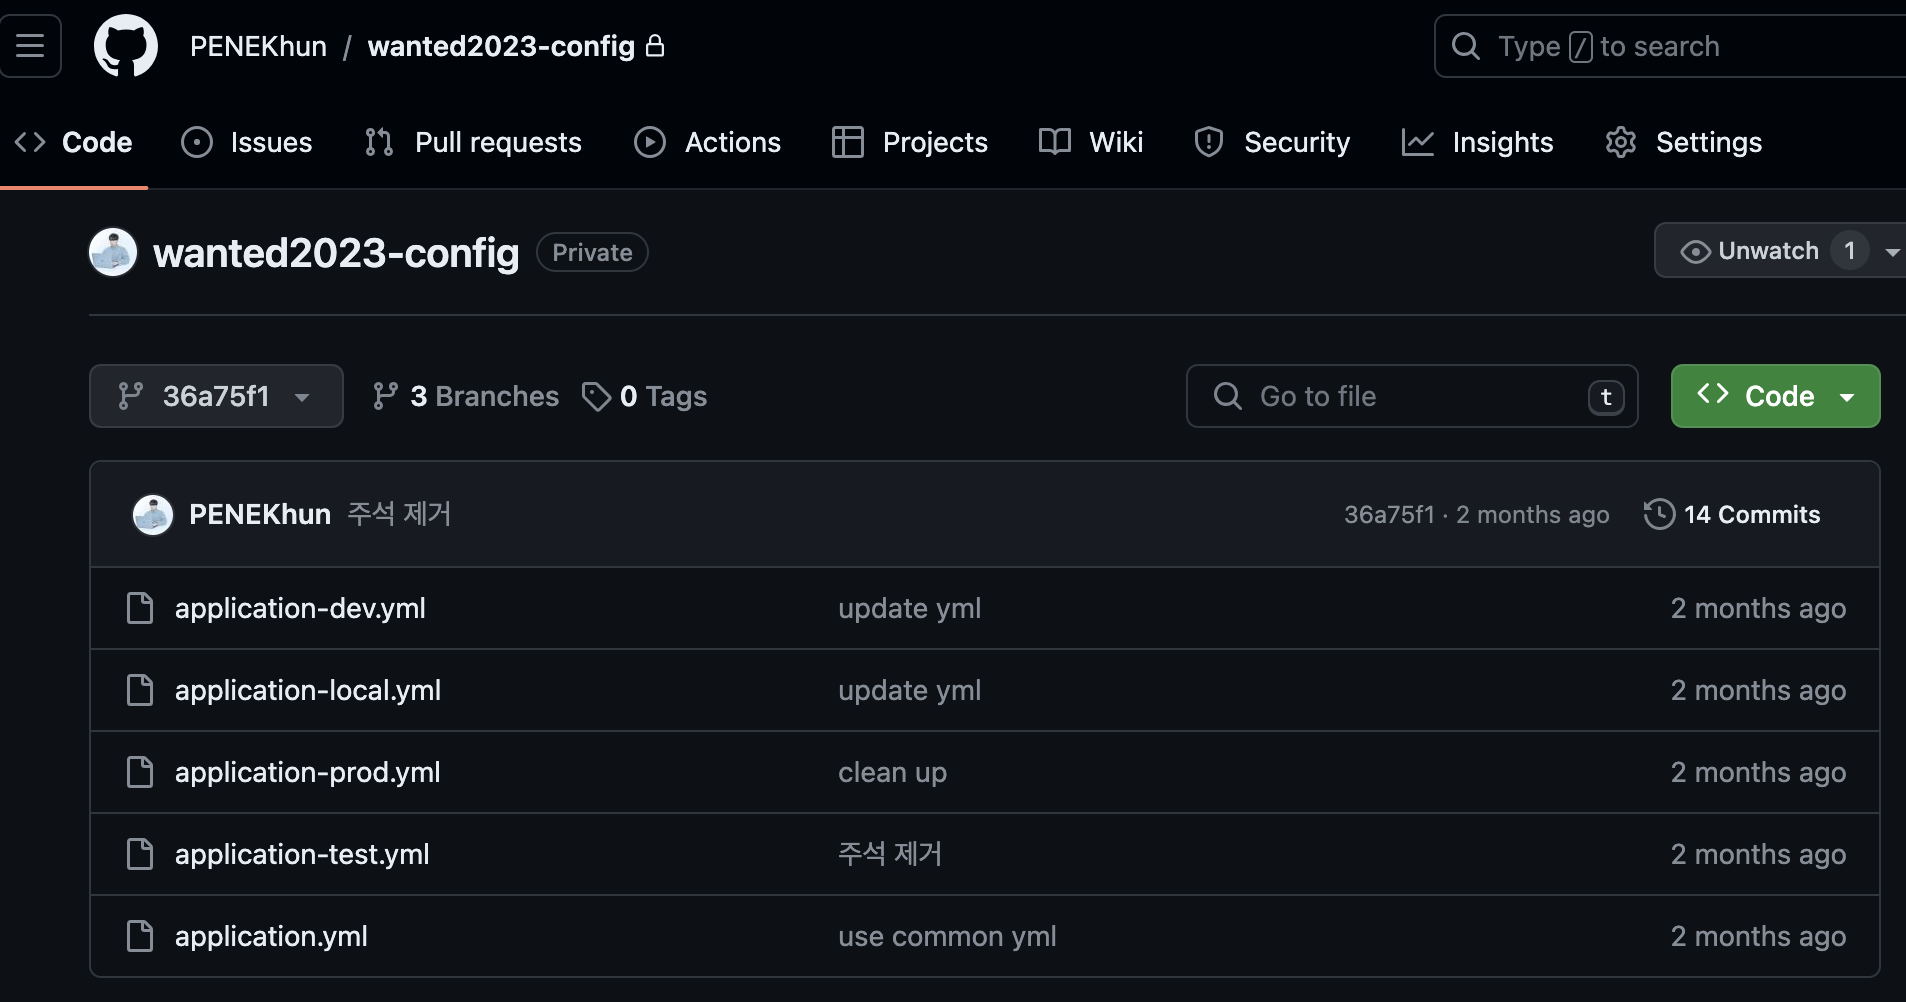 PENEKhun / wanted2023-config
Type / to search
Code Issues Pull requests Actions Projects Wiki Security Insights Settings
wanted2023-config Private
Unwatch 1
36a75f1 3 Branches 0 Tags
Go to file t
Code
PENEKhun 주석 제거 36a75f1 · 2 months ago 14 Commits
application-dev.yml update yml 2 months ago
application-local.yml update yml 2 months ago
application-prod.yml clean up 2 months ago
application-test.yml 주석 제거 2 months ago
application.yml use common yml 2 months ago